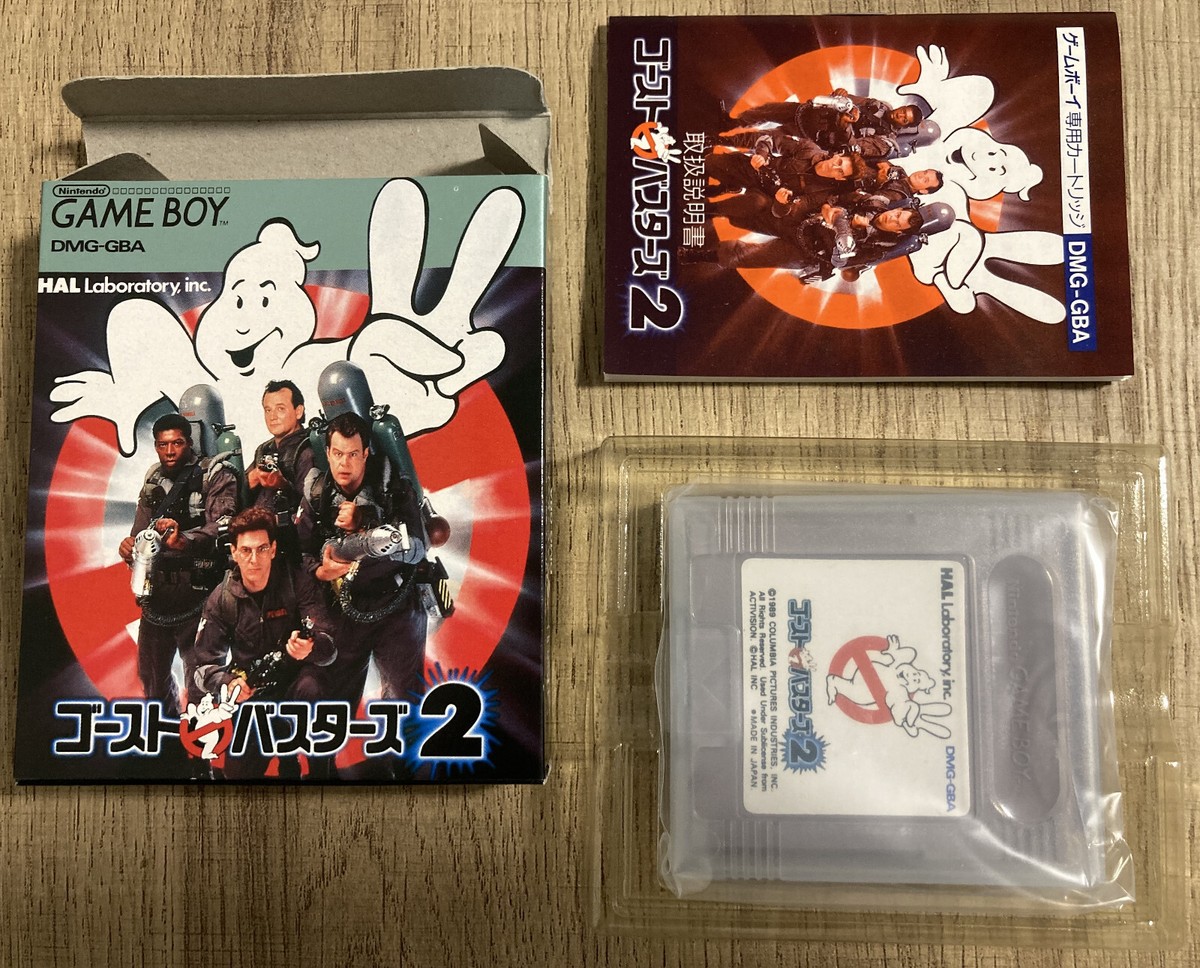 Nintendo
GAME BOY™
DMG-GBA
HAL Laboratory, inc.
ゴーストバスターズ2
ゲームボーイ専用カートリッジ DMG-GBA
取扱説明書
ゴーストバスターズ2
Nintendo GAME BOY
HAL Laboratory, inc. DMG-GBA
ゴーストバスターズ2
©1989 COLUMBIA PICTURES INDUSTRIES, INC.
All Rights Reserved. Used Under Sublicense from
ACTIVISION. ©HAL INC ★MADE IN JAPAN.